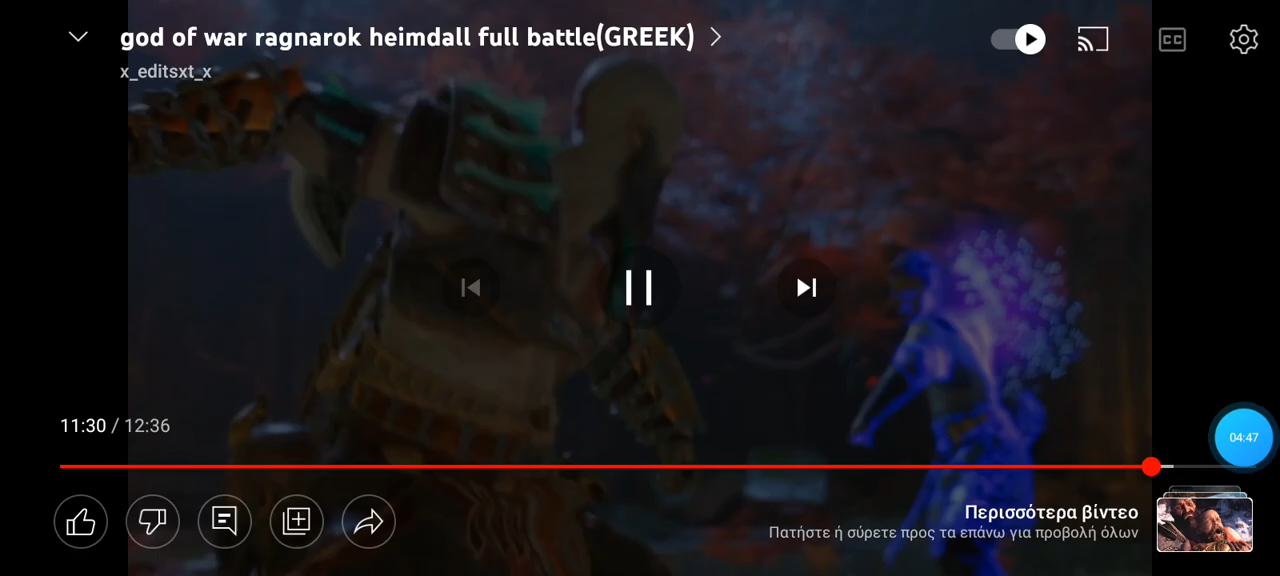 god of war ragnarok heimdall full battle(GREEK)
x_editsxt_x
CC
11:30 / 12:36
04:47
Περισσότερα βίντεο
Πατήστε ή σύρετε προς τα επάνω για προβολή όλων